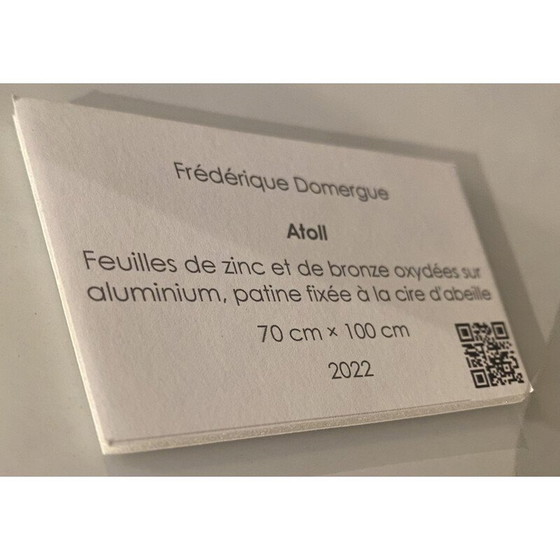 Frédérique Domergue
Atoll
Feuilles de zinc et de bronze oxydées sur
aluminium, patine fixée à la cire d'abeille
70 cm × 100 cm
2022